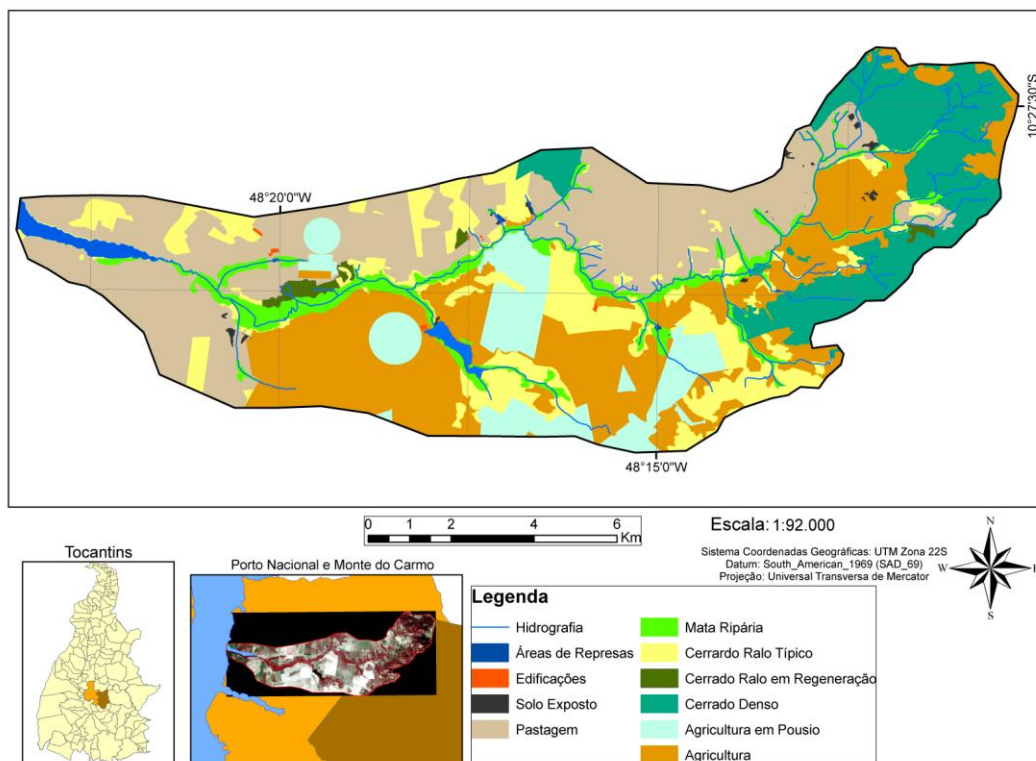 10°27'30"S
48°20'0"W
48°15'0"W
0 1 2 4 6
Km
Escala: 1:92.000
Sistema Coordenadas Geográficas: UTM Zona 22S
Datum: South_American_1969 (SAD_69)
Projeção: Universal Transversa de Mercator
N
W E
S
Tocantins
Porto Nacional e Monte do Carmo
Legenda
Hidrografia
Áreas de Represas
Edificações
Solo Exposto
Pastagem
Mata Ripária
Cerrardo Ralo Típico
Cerrado Ralo em Regeneração
Cerrado Denso
Agricultura em Pousio
Agricultura